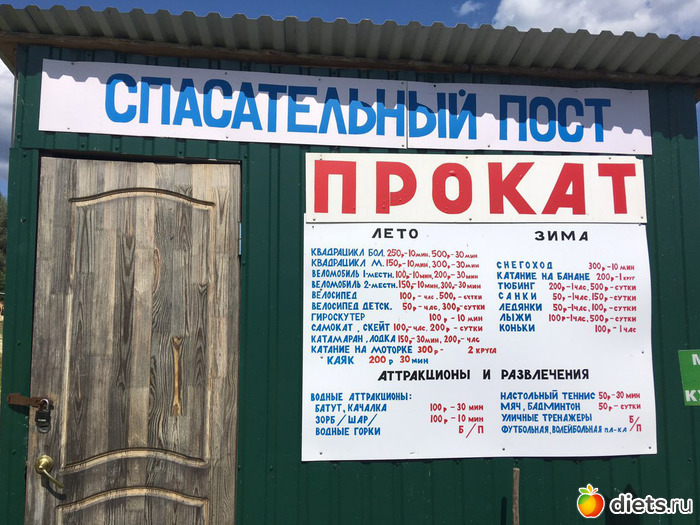 СПАСАТЕЛЬНЫЙ ПОСТ
ПРОКАТ
ЛЕТО
КВАДРАЦИКЛ БОЛ. 250р-10мин, 500р-30мин
КВАДРАЦИКЛ М. 150р-10мин, 300р-30мин
ВЕЛОМОБИЛЬ 1-местн. 100р-10мин, 200р-30мин
ВЕЛОМОБИЛЬ 2-местн. 150р-10мин, 300р-30мин
ВЕЛОСИПЕД 100р-час, 500р-сутки
ВЕЛОСИПЕД ДЕТСК. 50р-час, 300р-сутки
ГИРОСКУТЕР 100р-10мин
САМОКАТ, СКЕЙТ 100р-час, 200р-сутки
КАТАМАРАН, ЛОДКА 150р-30мин, 200р-час
КАТАНИЕ НА МОТОРКЕ 300р-2 круга
КАЯК 200р 30мин
ЗИМА
СНЕГОХОД 300р-10мин
КАТАНИЕ НА БАНАНЕ 200р-1круг
ТЮБИНГ 200р-1час, 500р-сутки
САНКИ 50р-1час, 150р-сутки
ЛЕДЯНКИ 50р-1час, 100р-сутки
ЛЫЖИ 100р-1час, 500р-сутки
КОНЬКИ 100р-1час
АТТРАКЦИОНЫ И РАЗВЛЕЧЕНИЯ
ВОДНЫЕ АТТРАКЦИОНЫ:
БАТУТ, КАЧАЛКА 100р-30мин
ЗОРБ/ШАР/ 100р-10мин
ВОДНЫЕ ГОРКИ Б/П
НАСТОЛЬНЫЙ ТЕННИС 50р-30мин
МЯЧ, БАДМИНТОН 50р-сутки
УЛИЧНЫЕ ТРЕНАЖЕРЫ Б/
ФУТБОЛЬНАЯ, ВОЛЕЙБОЛЬНАЯ пл-ка /П
diets.ru